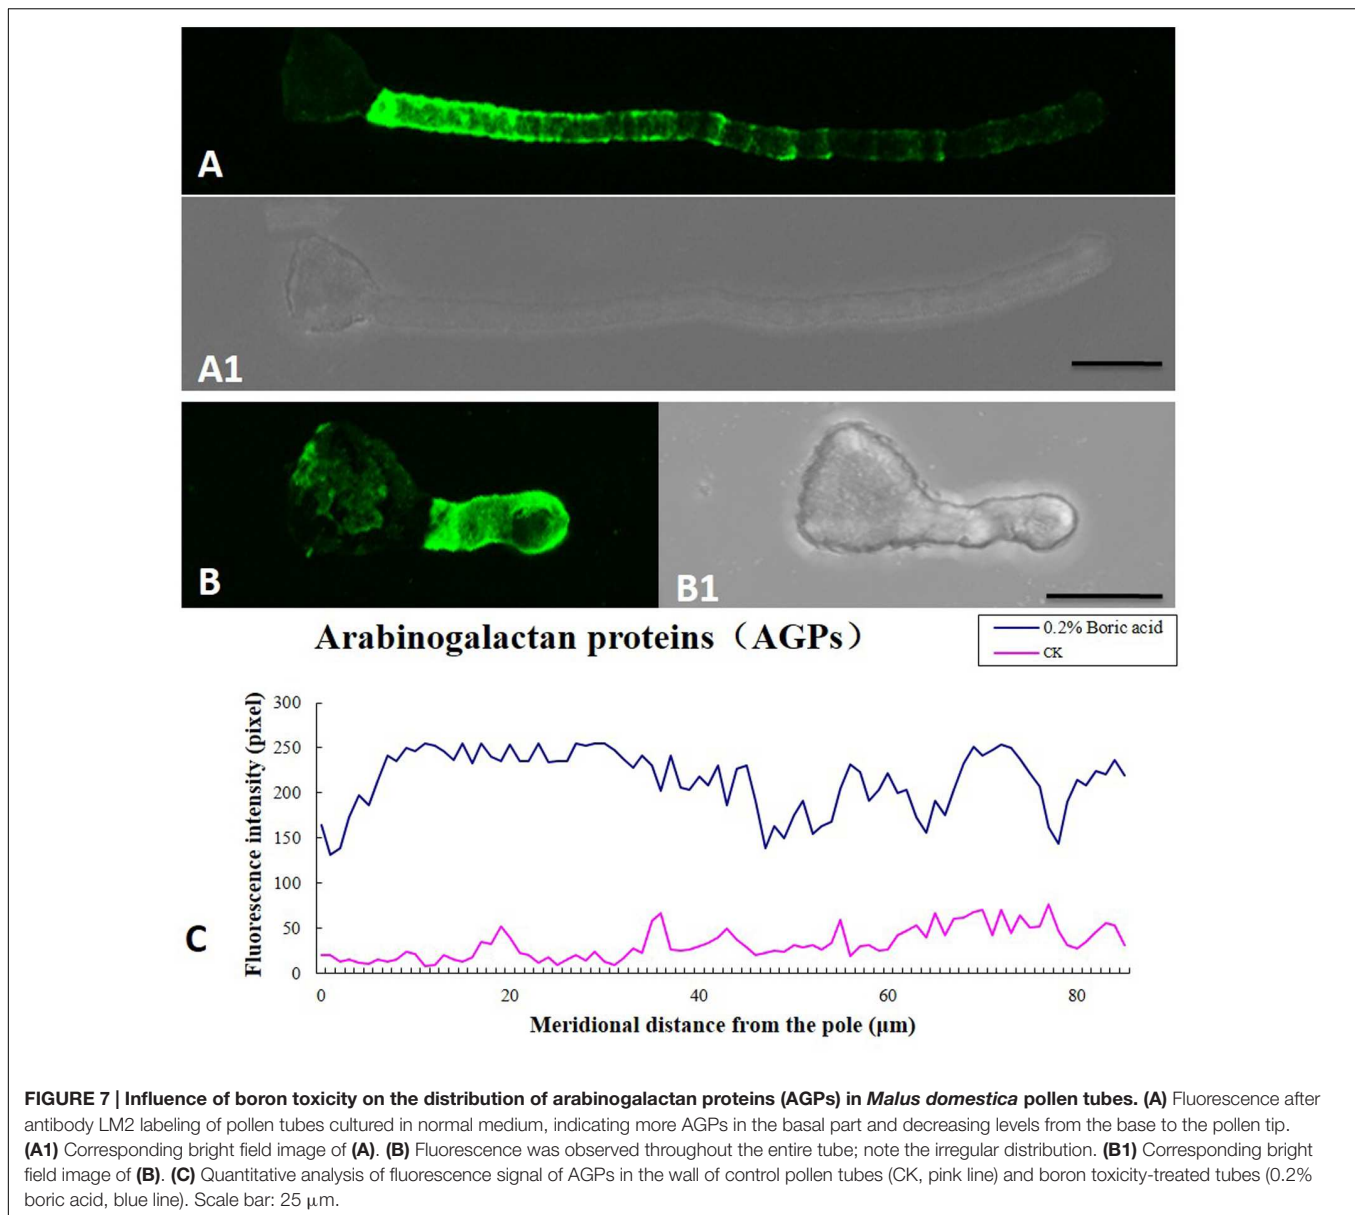 A
A1
B
B1
Arabinogalactan proteins（AGPs）
0.2% Boric acid
CK
C
Fluorescence intensity (pixel)
300
250
200
150
100
50
0
0 20 40 60 80
Meridional distance from the pole (μm)
FIGURE 7 | Influence of boron toxicity on the distribution of arabinogalactan proteins (AGPs) in Malus domestica pollen tubes. (A) Fluorescence after
antibody LM2 labeling of pollen tubes cultured in normal medium, indicating more AGPs in the basal part and decreasing levels from the base to the pollen tip.
(A1) Corresponding bright field image of (A). (B) Fluorescence was observed throughout the entire tube; note the irregular distribution. (B1) Corresponding bright
field image of (B). (C) Quantitative analysis of fluorescence signal of AGPs in the wall of control pollen tubes (CK, pink line) and boron toxicity-treated tubes (0.2%
boric acid, blue line). Scale bar: 25 μm.